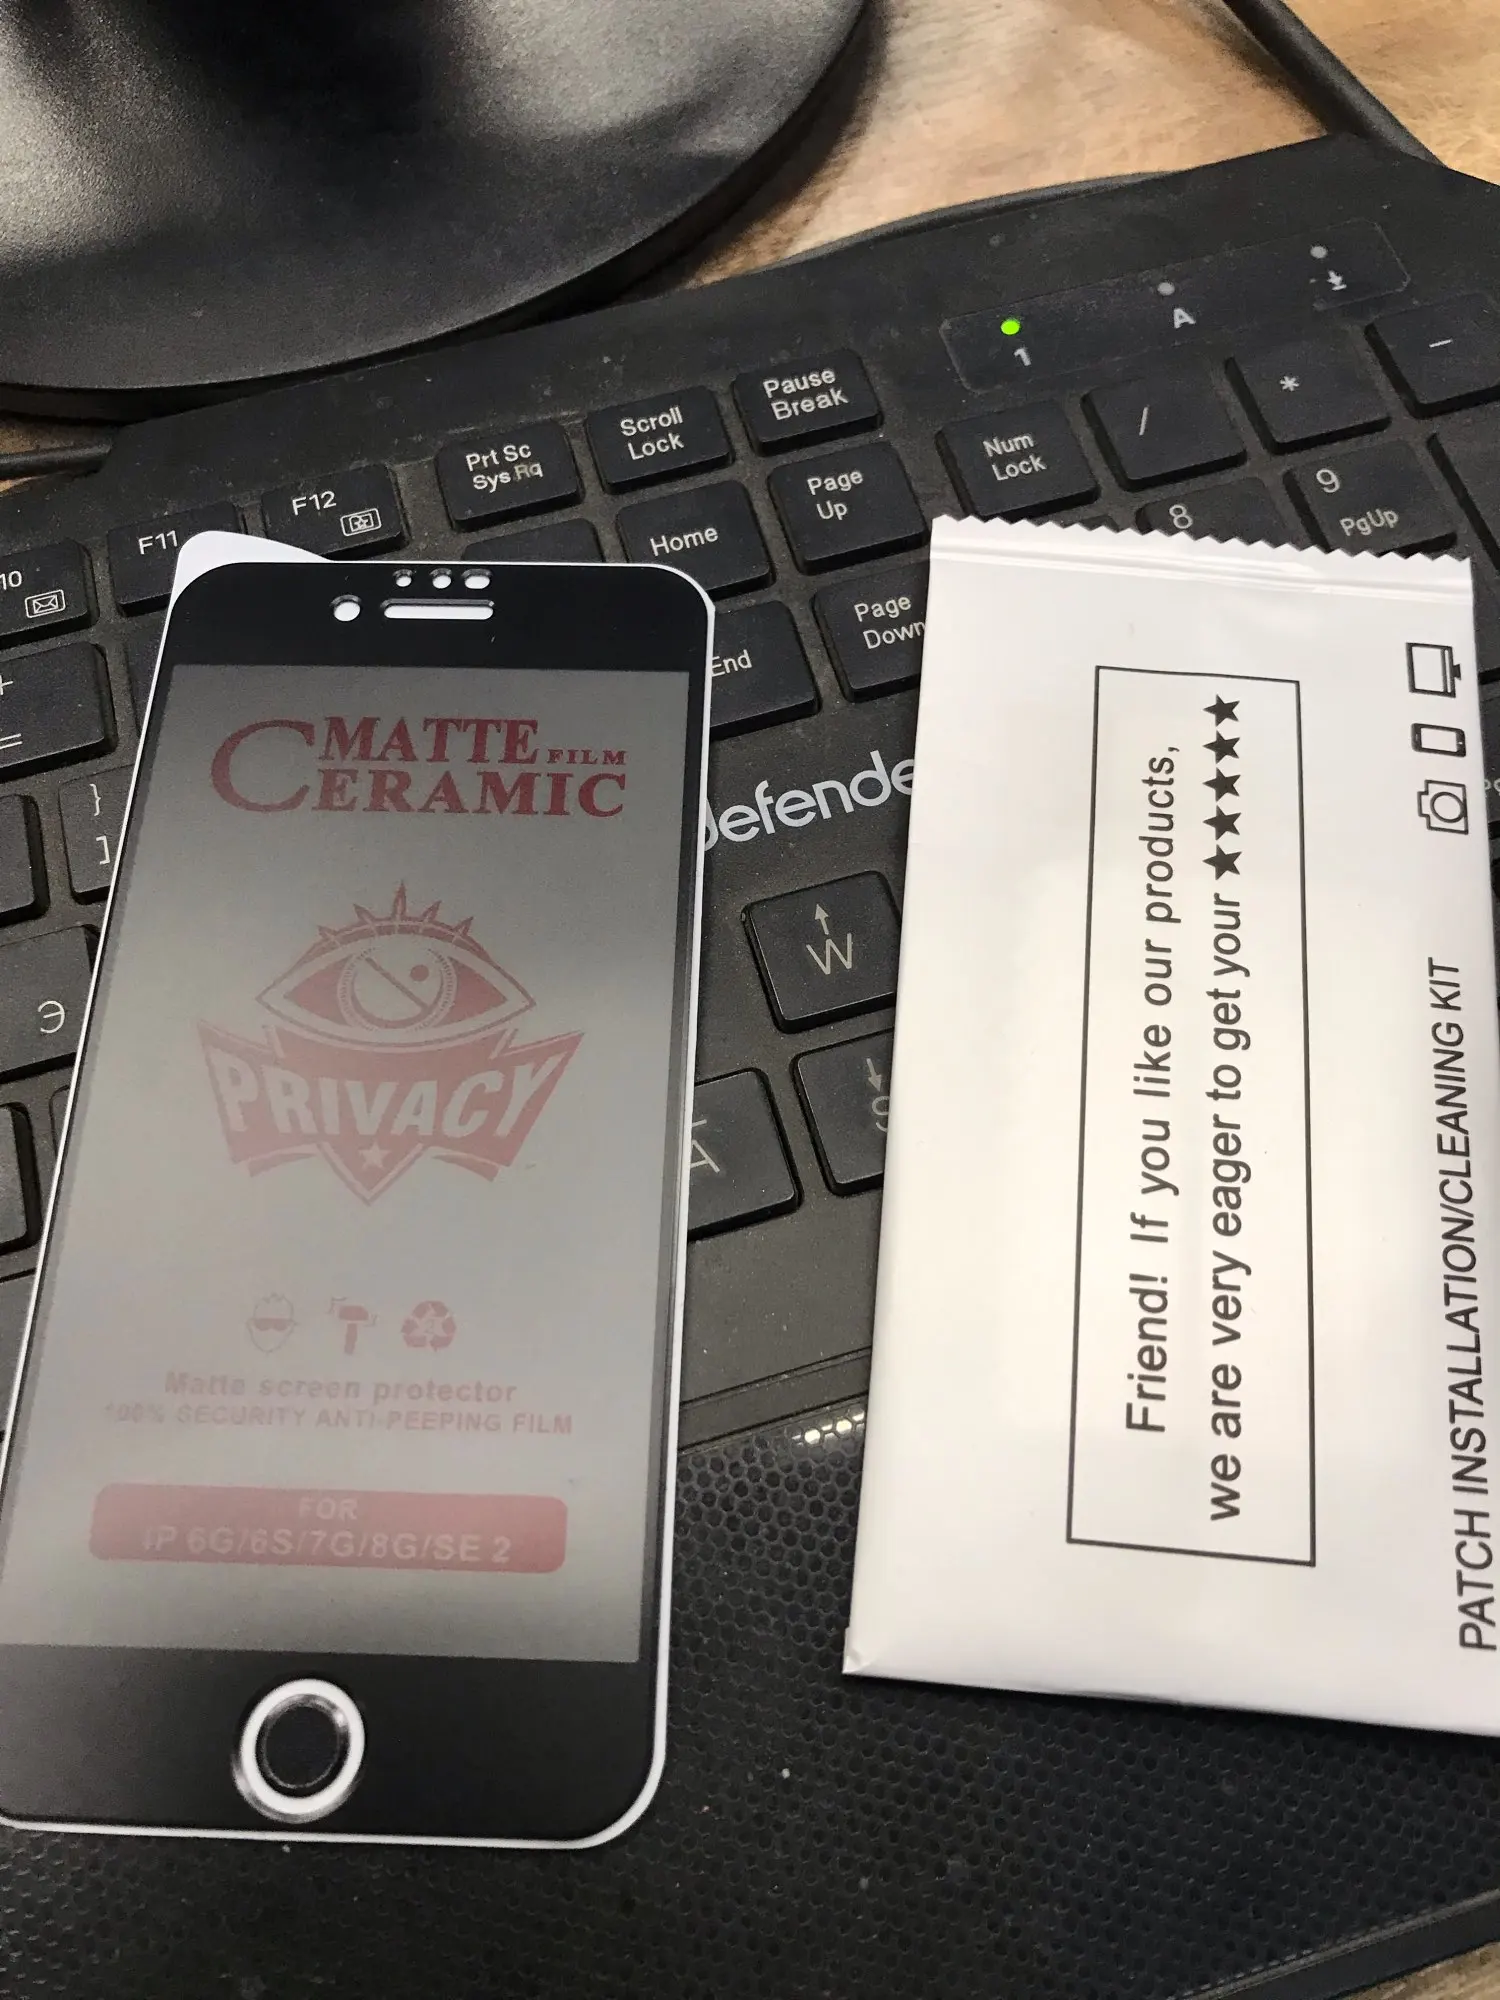 1
A
Pause
Break
Scroll
Lock
Prt Sc
Sys Rq
F12
F11
10
Num
Lock
/
*
-
8
9
PgUp
Page
Up
Home
Page
Down
End
+
=
}
]
Э
defende
W
A
MATTE FILM
CERAMIC
PRIVACY
Matte screen protector
100% SECURITY ANTI-PEEPING FILM
FOR
IP 6G/6S/7G/8G/SE 2
Friend! If you like our products,
we are very eager to get your ★★★★★
PATCH INSTALLATION/CLEANING KIT